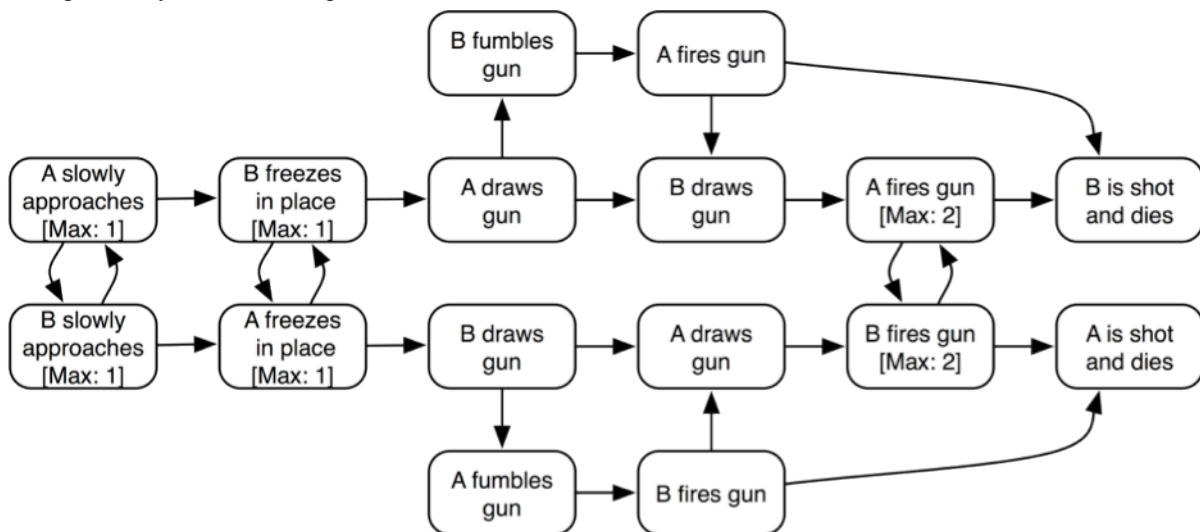 B fumbles
gun
A fires gun
A slowly
approaches
[Max: 1]
B freezes
in place
[Max: 1]
A draws
gun
B draws
gun
A fires gun
[Max: 2]
B is shot
and dies
B slowly
approaches
[Max: 1]
A freezes
in place
[Max: 1]
B draws
gun
A draws
gun
B fires gun
[Max: 2]
A is shot
and dies
A fumbles
gun
B fires gun